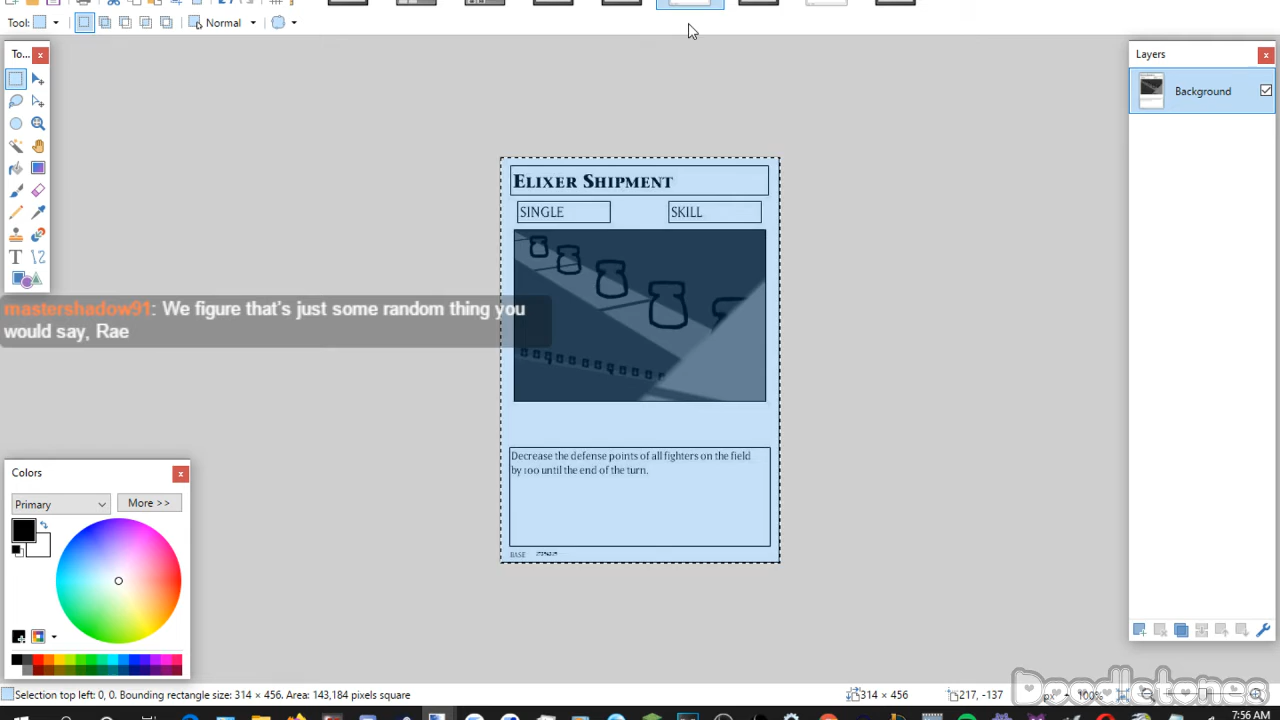 Tool:
Normal
To...
Layers
Background
ELIXER SHIPMENT
SINGLE SKILL
mastershadow91: We figure that's just some random thing you
would say, Rae
Decrease the defense points of all fighters on the field
by 100 until the end of the turn.
BASE
Colors
Primary
More >>
Doodletones
Selection top left: 0, 0. Bounding rectangle size: 314 × 456. Area: 143,184 pixels square
314 × 456
217, -137
px
100%
7:56 AM